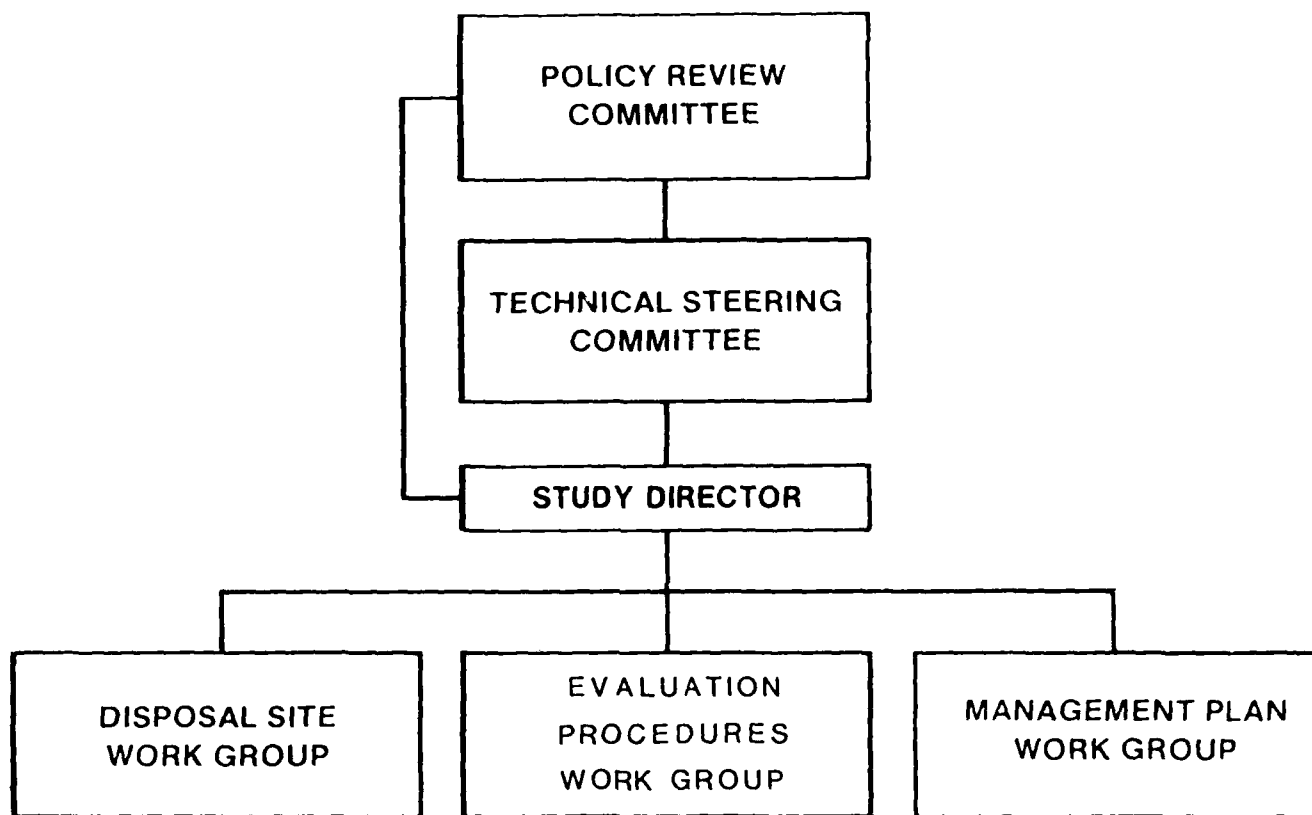 POLICY REVIEW
COMMITTEE
TECHNICAL STEERING
COMMITTEE
STUDY DIRECTOR
DISPOSAL SITE
WORK GROUP
EVALUATION
PROCEDURES
WORK GROUP
MANAGEMENT PLAN
WORK GROUP